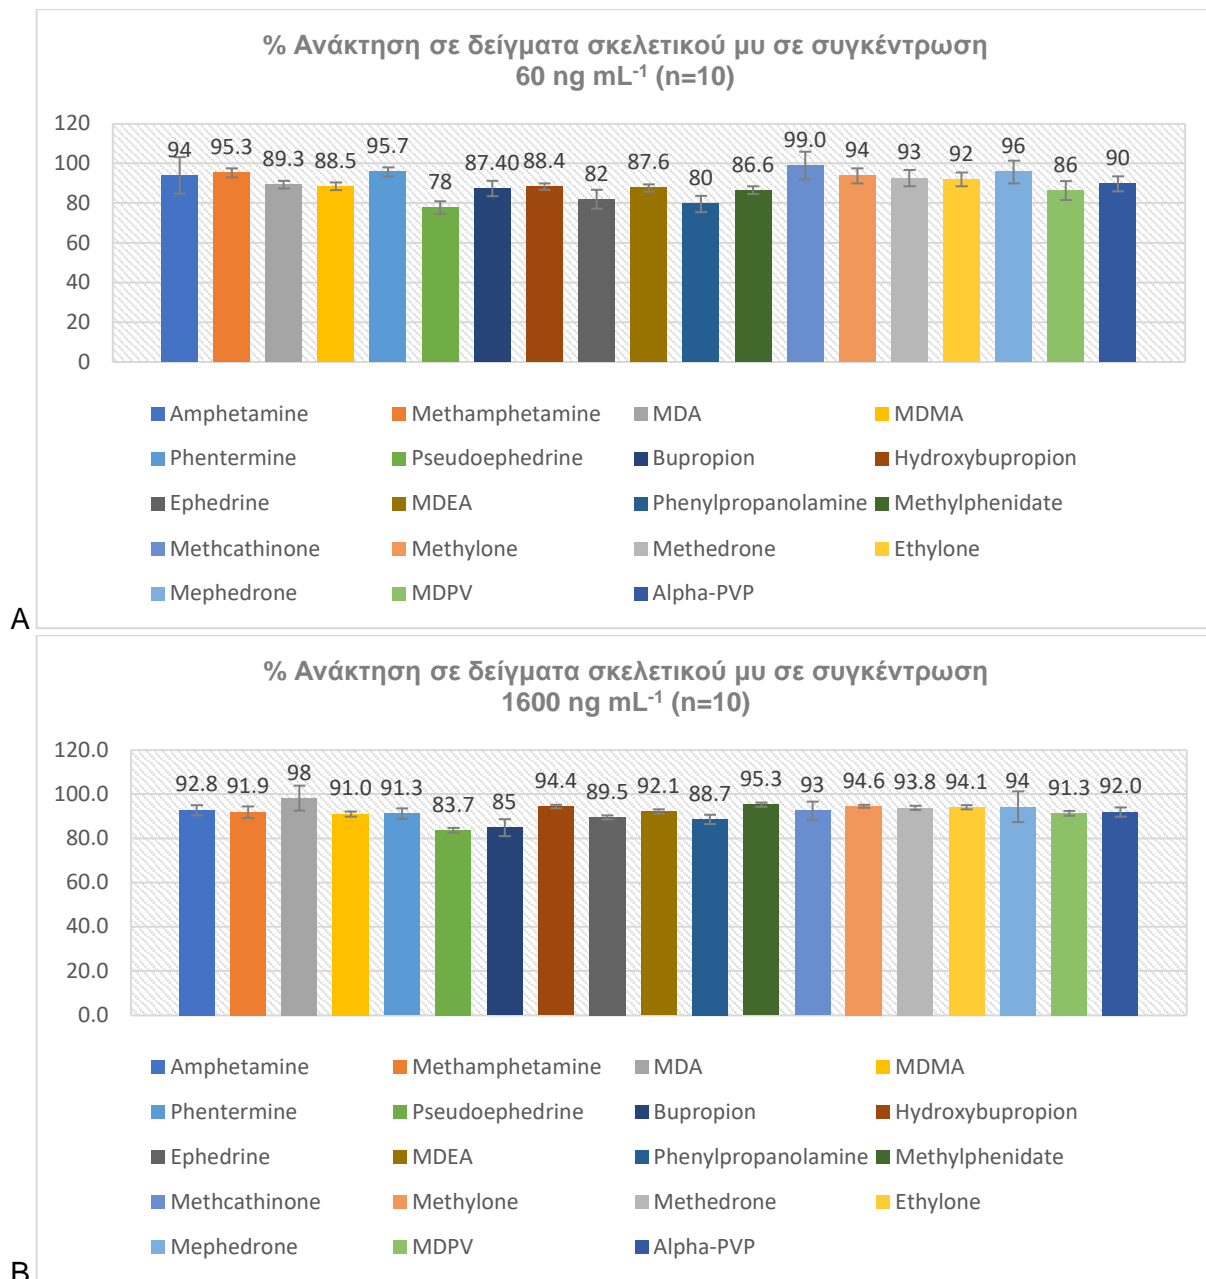 % Ανάκτηση σε δείγματα σκελετικού μυ σε συγκέντρωση
60 ng mL⁻¹ (n=10)
120
100
80
60
40
20
0
94 95.3 89.3 88.5 95.7 78 87.40 88.4 82 87.6 80 86.6 99.0 94 93 92 96 86 90
Amphetamine Methamphetamine MDA MDMA
Phentermine Pseudoephedrine Bupropion Hydroxybupropion
Ephedrine MDEA Phenylpropanolamine Methylphenidate
Methcathinone Methylone Methedrone Ethylone
Mephedrone MDPV Alpha-PVP
A
% Ανάκτηση σε δείγματα σκελετικού μυ σε συγκέντρωση
1600 ng mL⁻¹ (n=10)
120.0
100.0
80.0
60.0
40.0
20.0
0.0
92.8 91.9 98 91.0 91.3 83.7 85 94.4 89.5 92.1 88.7 95.3 93 94.6 93.8 94.1 94 91.3 92.0
Amphetamine Methamphetamine MDA MDMA
Phentermine Pseudoephedrine Bupropion Hydroxybupropion
Ephedrine MDEA Phenylpropanolamine Methylphenidate
Methcathinone Methylone Methedrone Ethylone
Mephedrone MDPV Alpha-PVP
B